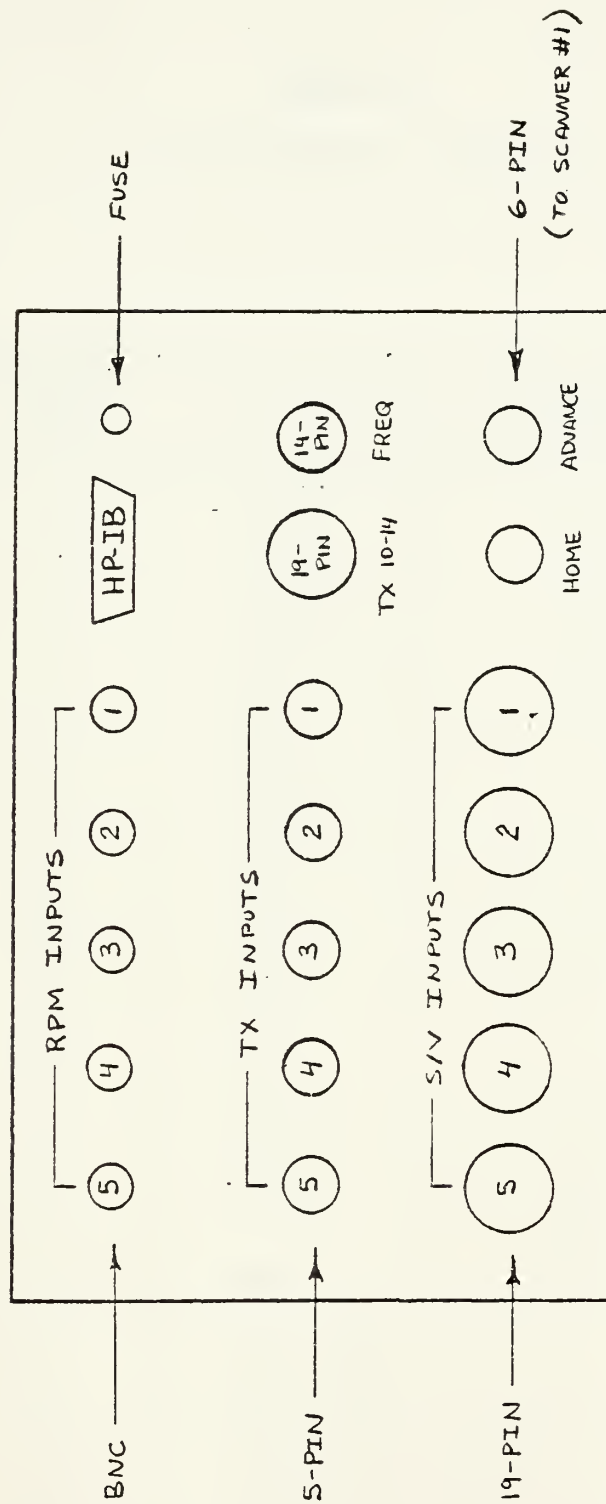 RPM INPUTS
BNC
5
4
3
2
1
HP-IB
FUSE
TX INPUTS
5-PIN
5
4
3
2
1
19-
PIN
14-
PIN
TX 10-14
FREQ
S/V INPUTS
19-PIN
5
4
3
2
1
HOME
ADVANCE
6-PIN
(TO SCANNER #1)